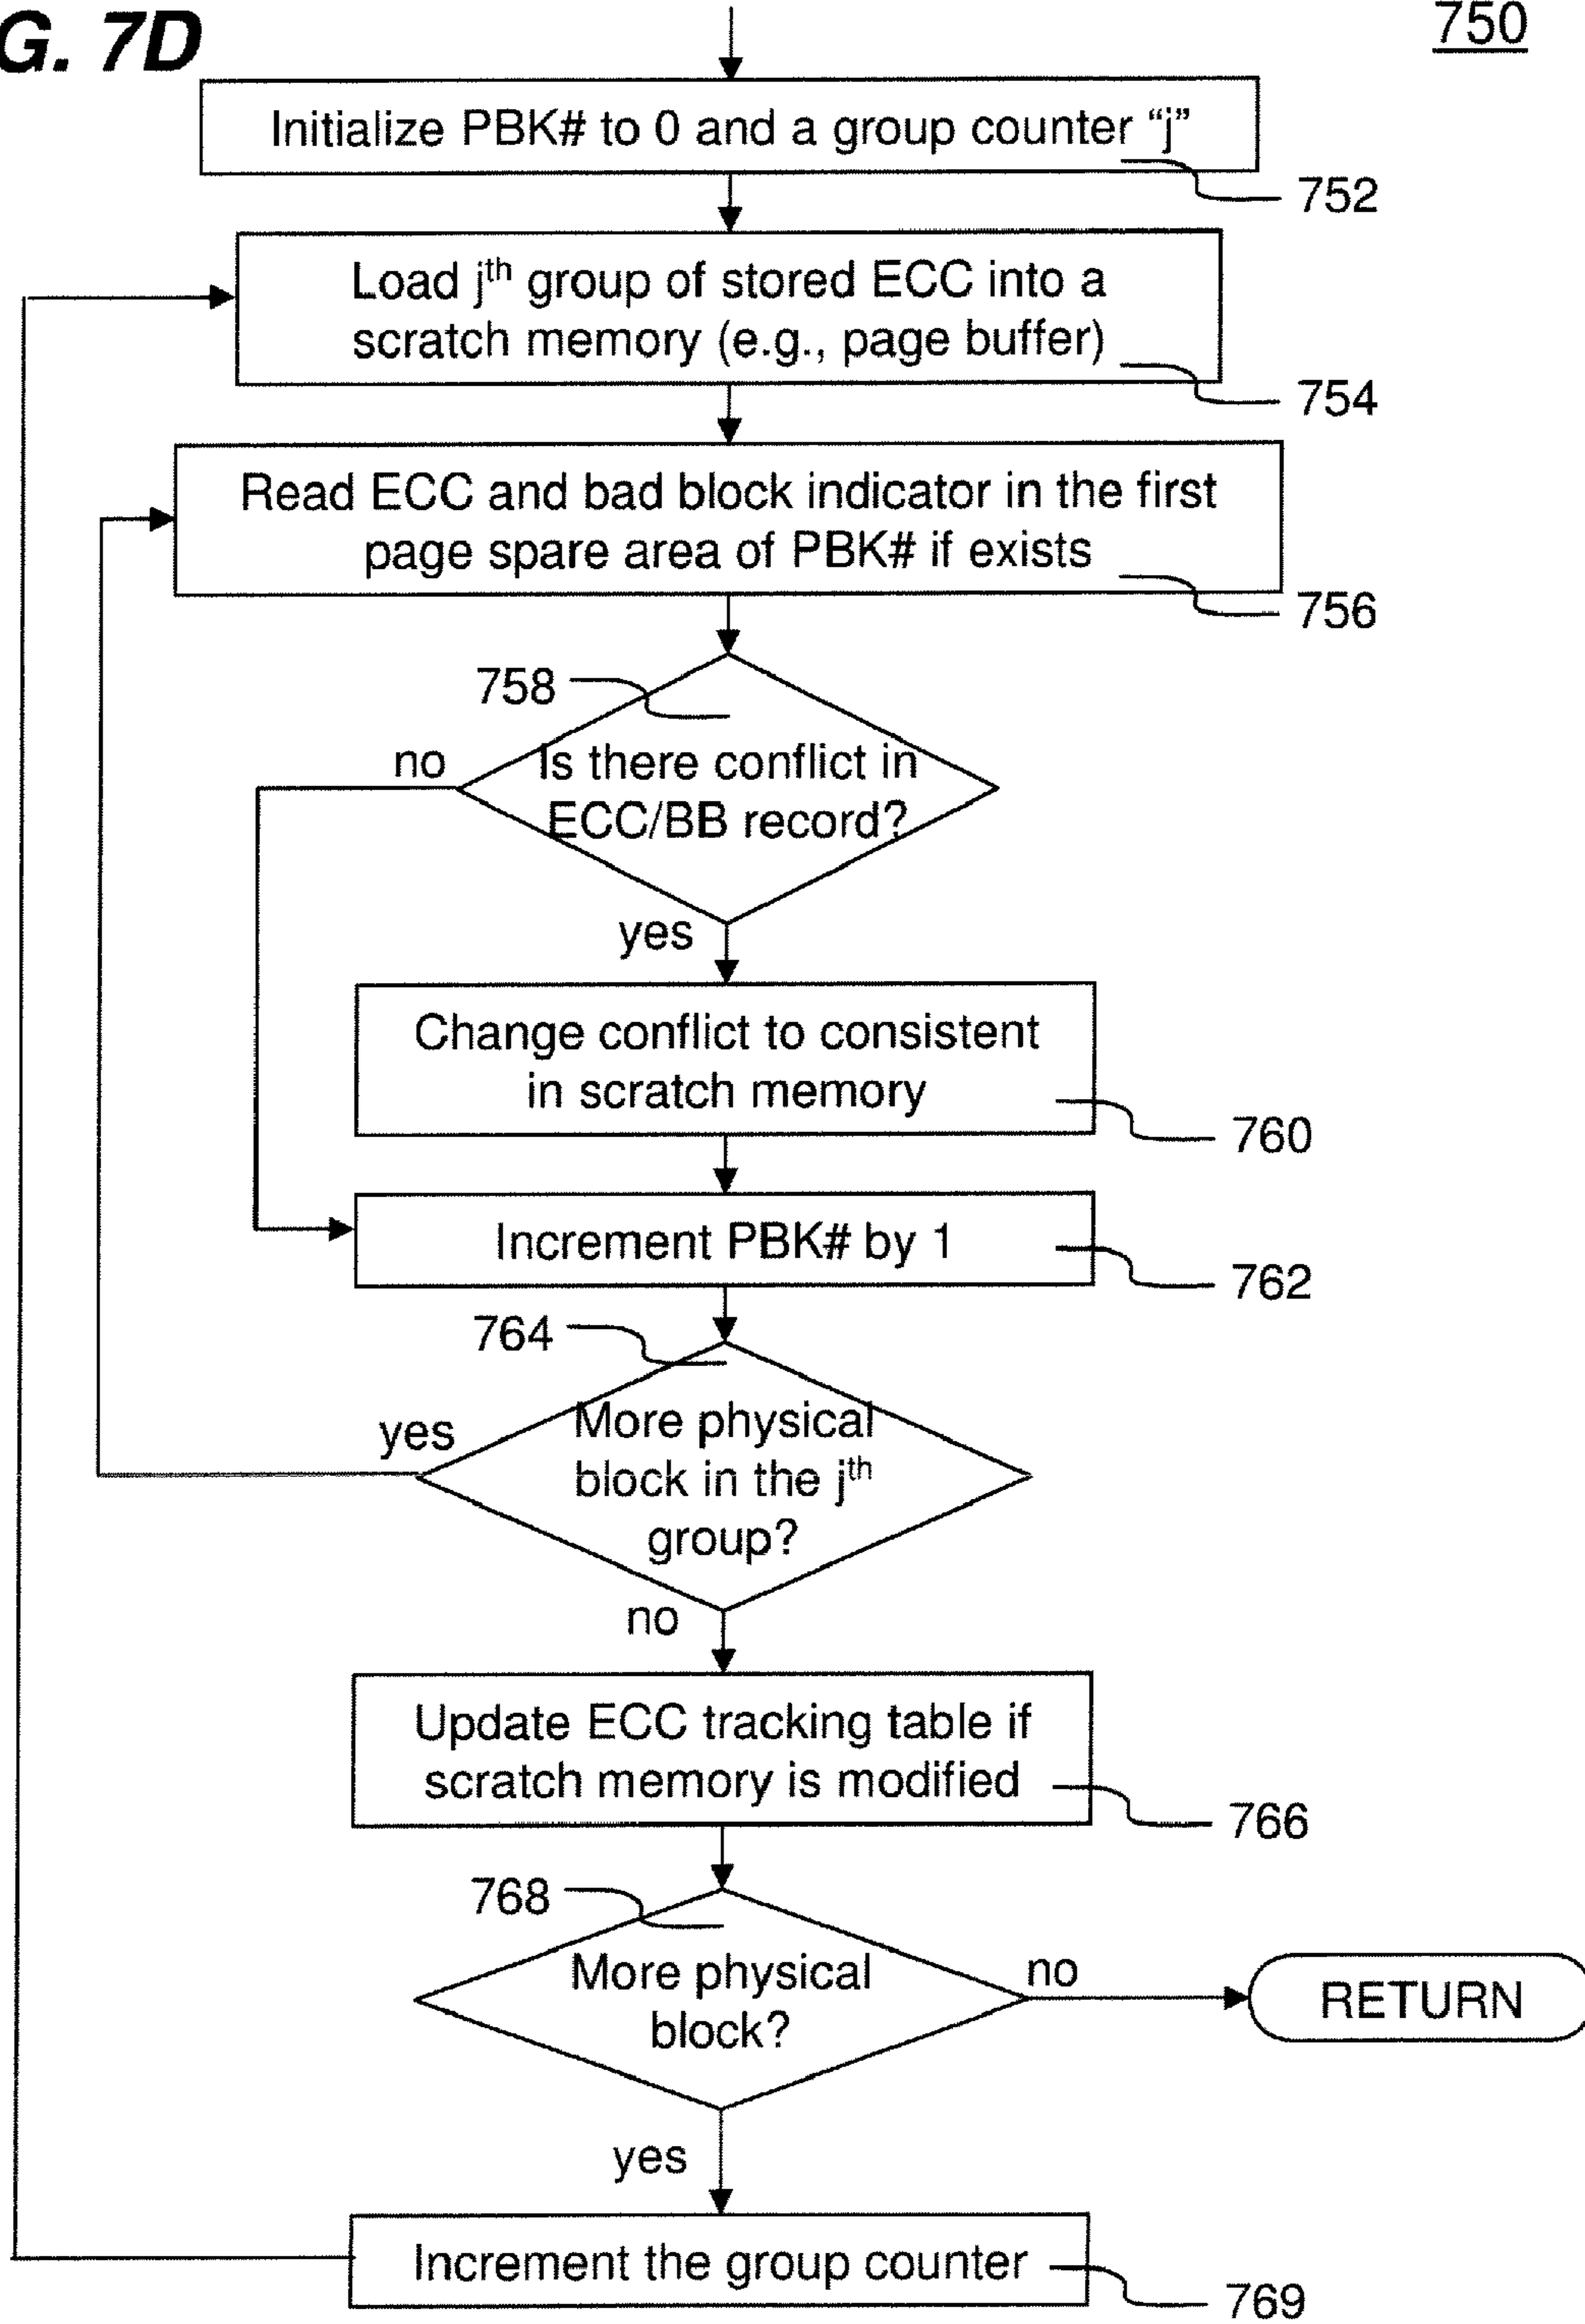 G. 7D
750
Initialize PBK# to 0 and a group counter “j”
752
Load jth group of stored ECC into a
scratch memory (e.g., page buffer)
754
Read ECC and bad block indicator in the first
page spare area of PBK# if exists
756
758
no
Is there conflict in
ECC/BB record?
yes
Change conflict to consistent
in scratch memory
760
Increment PBK# by 1
762
764
yes
More physical
block in the jth
group?
no
Update ECC tracking table if
scratch memory is modified
766
768
More physical
block?
no
RETURN
yes
Increment the group counter
769